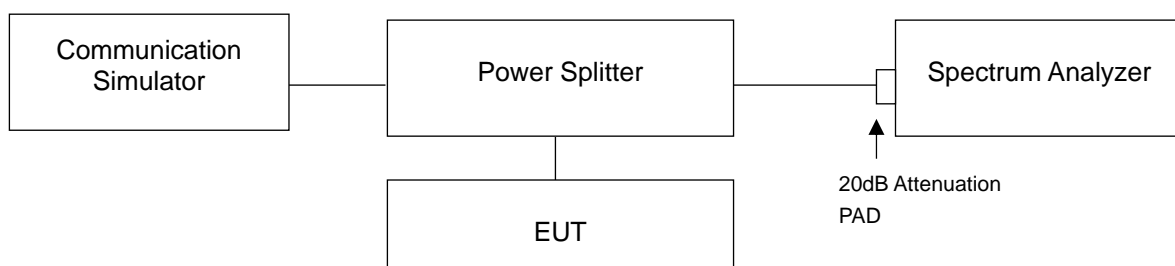 Communication
Simulator
Power Splitter
Spectrum Analyzer
20dB Attenuation
PAD
EUT